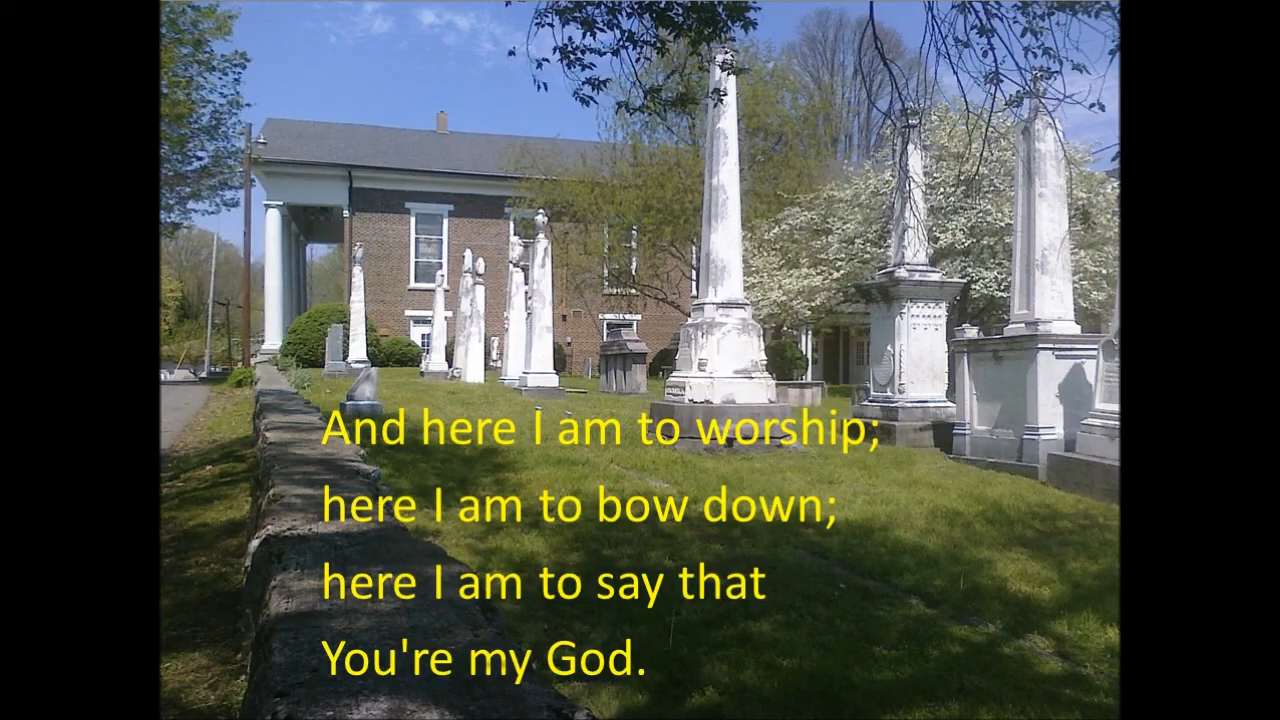 And here I am to worship;
here I am to bow down;
here I am to say that
You're my God.